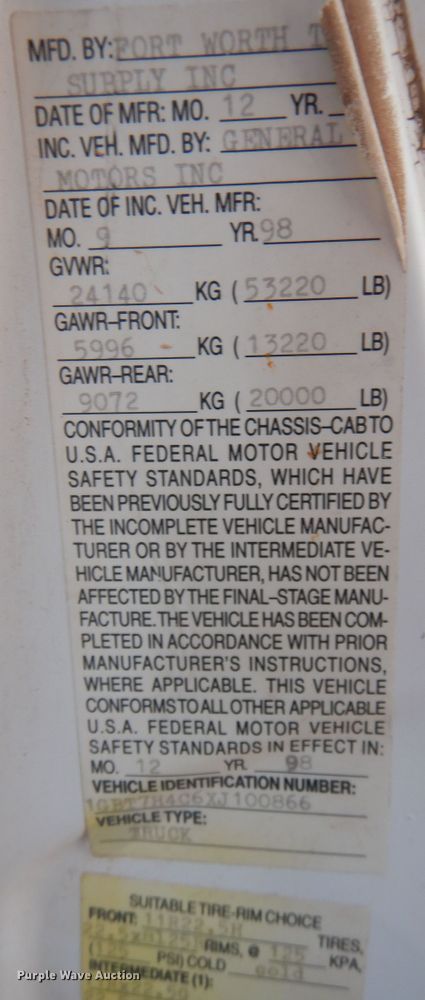 MFD. BY: FORT WORTH T
SUPPLY INC
DATE OF MFR: MO. 12 YR.
INC. VEH. MFD. BY: GENERAL
MOTORS INC
DATE OF INC. VEH. MFR:
MO. 9 YR. 98
GVWR:
24140 KG ( 53220 LB)
GAWR-FRONT:
5996 KG ( 13220 LB)
GAWR-REAR:
9072 KG ( 20000 LB)
CONFORMITY OF THE CHASSIS-CAB TO
U.S.A. FEDERAL MOTOR VEHICLE
SAFETY STANDARDS, WHICH HAVE
BEEN PREVIOUSLY FULLY CERTIFIED BY
THE INCOMPLETE VEHICLE MANUFAC-
TURER OR BY THE INTERMEDIATE VE-
HICLE MANUFACTURER, HAS NOT BEEN
AFFECTED BY THE FINAL-STAGE MANU-
FACTURE. THE VEHICLE HAS BEEN COM-
PLETED IN ACCORDANCE WITH PRIOR
MANUFACTURER'S INSTRUCTIONS,
WHERE APPLICABLE. THIS VEHICLE
CONFORMS TO ALL OTHER APPLICABLE
U.S.A. FEDERAL MOTOR VEHICLE
SAFETY STANDARDS IN EFFECT IN:
MO. 12 YR. 98
VEHICLE IDENTIFICATION NUMBER:
1GBT7H4C6XJ100866
VEHICLE TYPE:
TRUCK
SUITABLE TIRE-RIM CHOICE
FRONT: 11R22.5H TIRES,
RIMS, @ 125 KPA,
PSI) COLD cold
INTERMEDIATE (1):
Purple Wave Auction